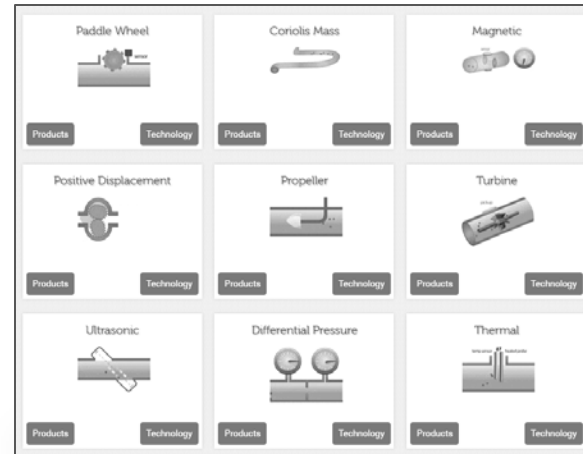 Paddle Wheel
sensor
Products
Technology
Coriolis Mass
Products
Technology
Magnetic
Products
Technology
Positive Displacement
Products
Technology
Propeller
Products
Technology
Turbine
Products
Technology
Ultrasonic
Products
Technology
Differential Pressure
Products
Technology
Thermal
Products
Technology